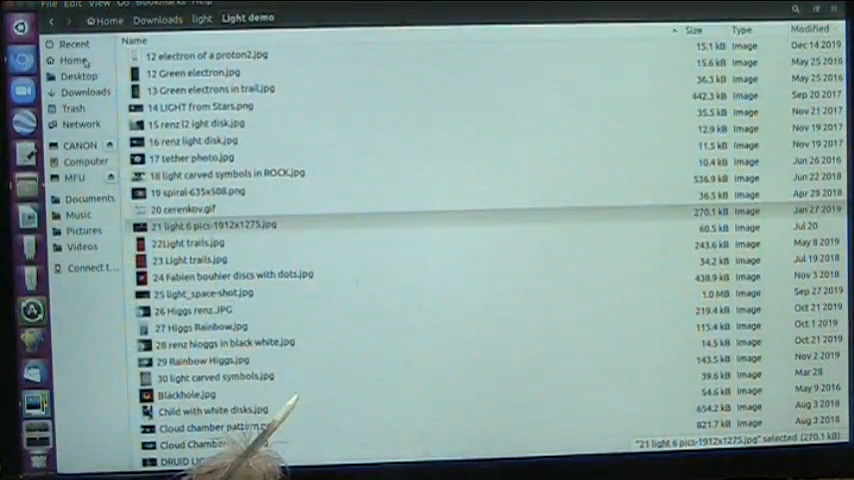 File Edit View Go Bookmarks Help
Home Downloads light Light demo
Name Size Type Modified
Recent
Home
Desktop
Downloads
Trash
Network
CANON
Computer
MFU
Documents
Music
Pictures
Videos
Connect t...
12 electron of a proton2.jpg 15.1 kB Image Dec 14 2019
12 Green electron.jpg 15.6 kB Image May 25 2016
13 Green electrons in trail.jpg 36.3 kB Image May 25 2016
14 LIGHT from Stars.png 442.3 kB Image Sep 20 2017
15 renz l2 ight disk.jpg 35.5 kB Image Nov 21 2017
16 renz light disk.jpg 12.9 kB Image Nov 19 2017
17 tether photo.jpg 11.5 kB Image Nov 19 2017
18 light carved symbols in ROCK.jpg 10.4 kB Image Jun 26 2016
19 spiral-635x508.png 536.9 kB Image Jun 22 2018
20 cerenkov.gif 36.5 kB Image Apr 29 2018
21 light 6 pics-1912x1275.jpg 270.1 kB Image Jan 27 2019
22Light trails.jpg 60.5 kB Image Jul 20
23 Light trails.jpg 243.6 kB Image May 8 2019
24 Fabien bouhier discs with dots.jpg 34.2 kB Image Jul 19 2018
25 light_space-shot.jpg 438.9 kB Image Nov 3 2018
26 Higgs renz.JPG 1.0 MB Image Sep 27 2019
27 Higgs Rainbow.jpg 219.4 kB Image Oct 21 2019
28 renz hioggs in black white.jpg 115.4 kB Image Oct 1 2019
29 Rainbow Higgs.jpg 14.5 kB Image Oct 21 2019
30 light carved symbols.jpg 143.5 kB Image Nov 2 2019
Blackhole.jpg 39.6 kB Image Mar 28
Child with white disks.jpg 8 kB Image May 9 2016
Cloud chamber pattern 654.2 kB Image Aug 3 2018
Cloud Chamber 821.7 kB Image Aug 3 2018
DRUID
"21 light 6 pics-1912x1275.jpg" selected (270.1 kB)